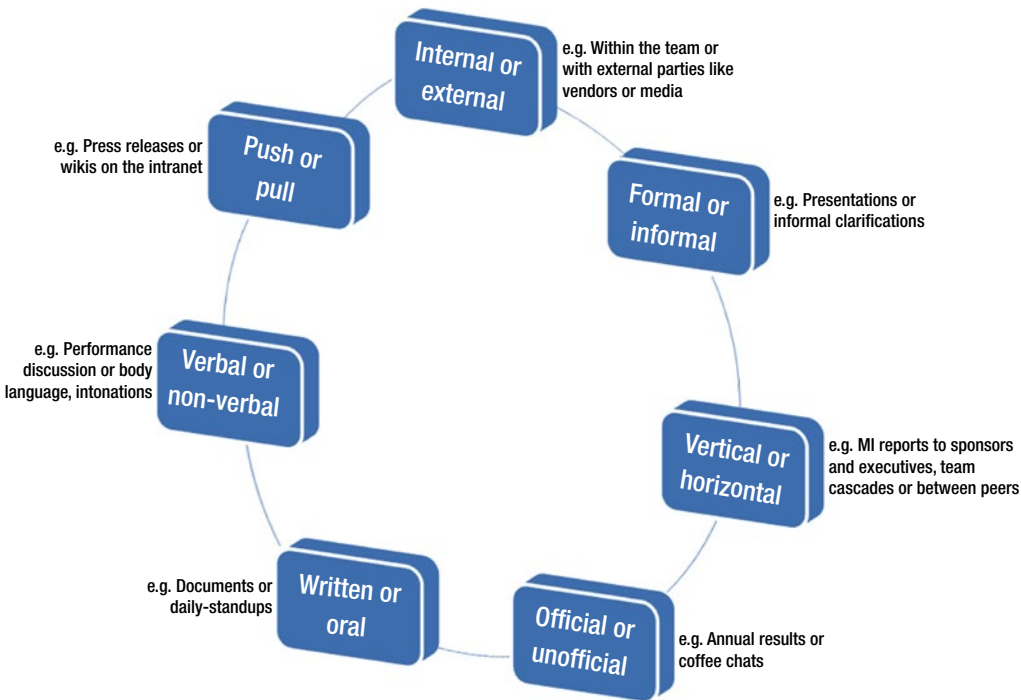 Internal or
external
e.g. Within the team or
with external parties like
vendors or media
Formal or
informal
e.g. Presentations or
informal clarifications
Vertical or
horizontal
e.g. MI reports to sponsors
and executives, team
cascades or between peers
Official or
unofficial
e.g. Annual results or
coffee chats
Written or
oral
e.g. Documents or
daily-standups
Verbal or
non-verbal
e.g. Performance
discussion or body
language, intonations
Push or
pull
e.g. Press releases or
wikis on the intranet